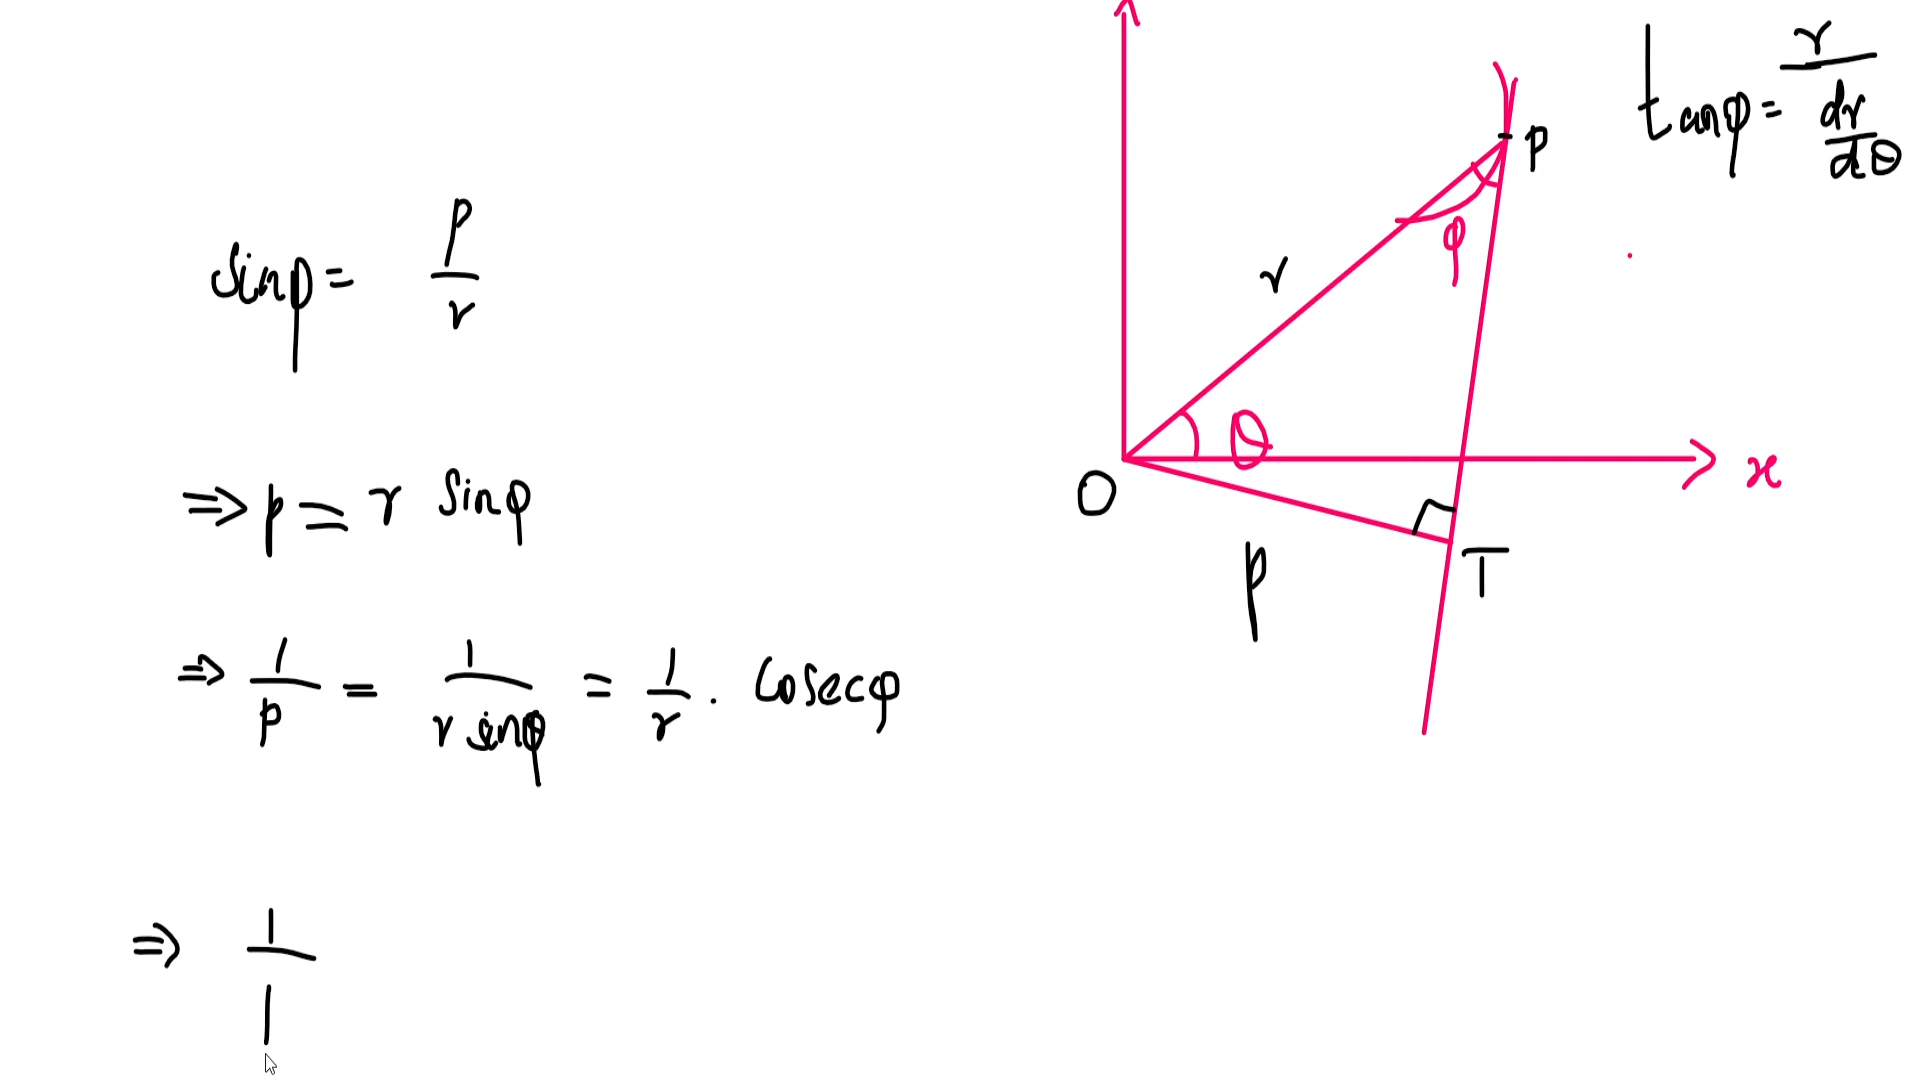 tanφ = r / dr/dθ
P
φ
r
sinφ = p/r
θ
x
O
⇒ p = r sinφ
T
p
⇒ 1/p = 1/r sinφ = 1/r . Cosecφ
⇒ 1/